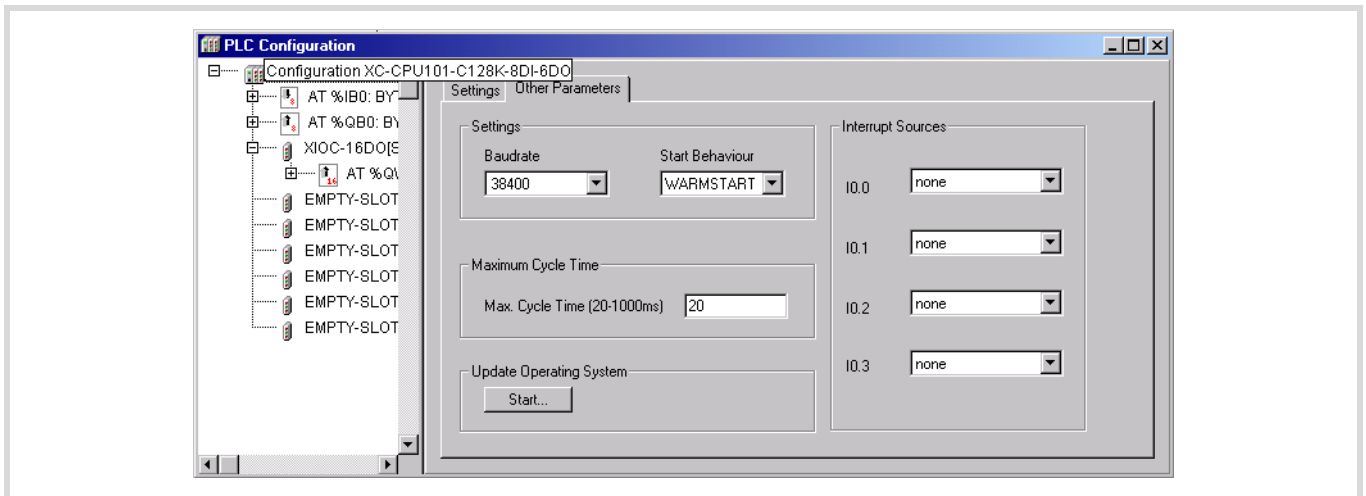 PLC Configuration
Configuration XC-CPU101-C128K-8DI-6DO
AT %IB0: BY
AT %QB0: BY
XIOC-16DO[S
AT %QW
EMPTY-SLOT
EMPTY-SLOT
EMPTY-SLOT
EMPTY-SLOT
EMPTY-SLOT
EMPTY-SLOT
Settings Other Parameters
Settings
Baudrate Start Behaviour
38400 WARMSTART
Maximum Cycle Time
Max. Cycle Time (20-1000ms) 20
Update Operating System
Start...
Interrupt Sources
I0.0 none
I0.1 none
I0.2 none
I0.3 none